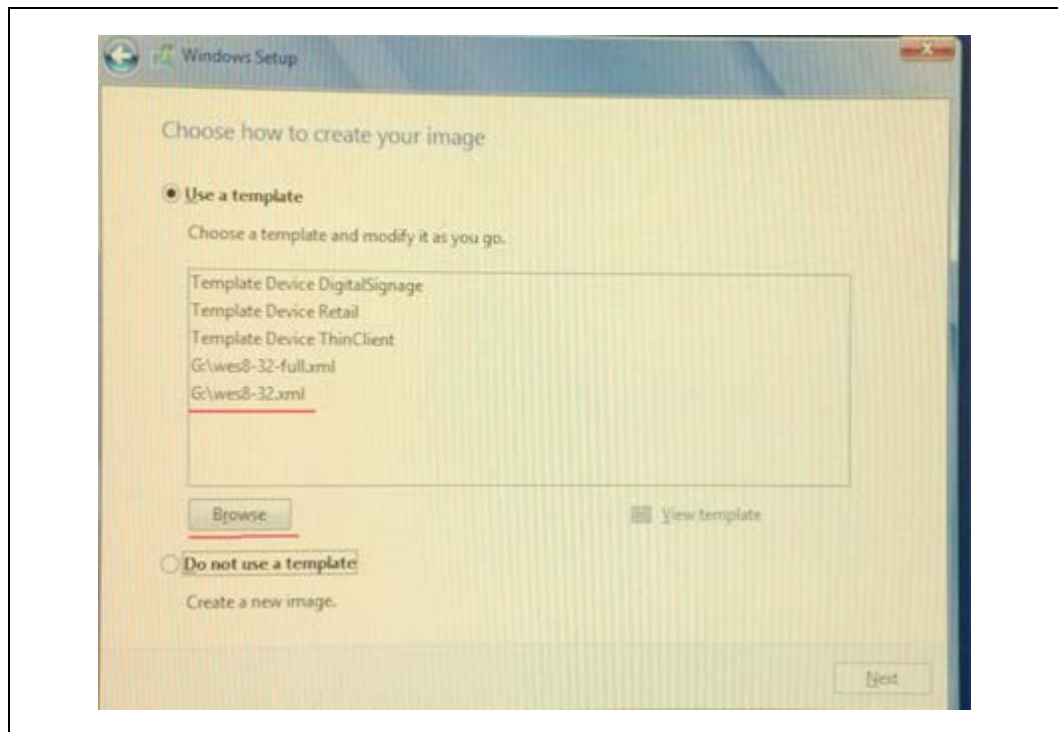 Windows Setup
Choose how to create your image
Use a template
Choose a template and modify it as you go.
Template Device DigitalSignage
Template Device Retail
Template Device ThinClient
G:\wes8-32-full.xml
G:\wes8-32.xml
Browse
View template
Do not use a template
Create a new image.
Next